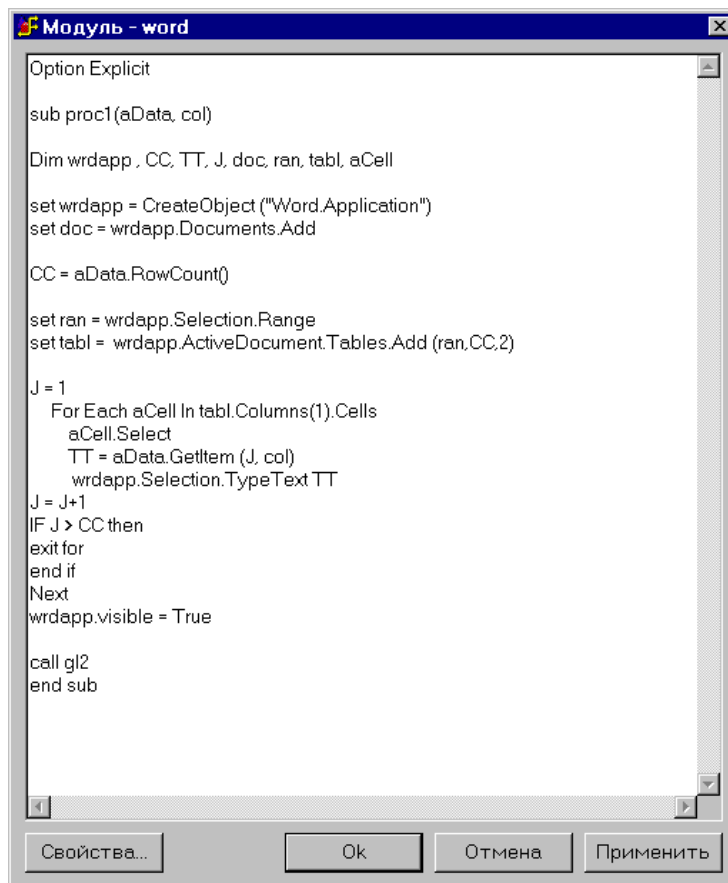 Модуль - word
Option Explicit
sub proc1(aData, col)
Dim wrdapp , CC, TT, J, doc, ran, tabl, aCell
set wrdapp = CreateObject ("Word.Application")
set doc = wrdapp.Documents.Add
CC = aData.RowCount()
set ran = wrdapp.Selection.Range
set tabl =  wrdapp.ActiveDocument.Tables.Add (ran,CC,2)
J = 1
For Each aCell In tabl.Columns(1).Cells
aCell.Select
TT = aData.GetItem (J, col)
wrdapp.Selection.TypeText TT
J = J+1
IF J > CC then
exit for
end if
Next
wrdapp.visible = True
call gl2
end sub
Свойства...
Ok
Отмена
Применить